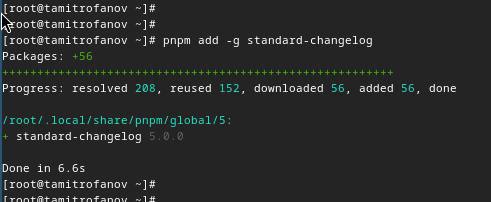 [root@tamitrofanov ~]#
[root@tamitrofanov ~]#
[root@tamitrofanov ~]# pnpm add -g standard-changelog
Packages: +56
++++++++++++++++++++++++++++++++++++++++++++++++++++++++
Progress: resolved 208, reused 152, downloaded 56, added 56, done
/root/.local/share/pnpm/global/5:
+ standard-changelog 5.0.0
Done in 6.6s
[root@tamitrofanov ~]#
[root@tamitrofanov ~]#